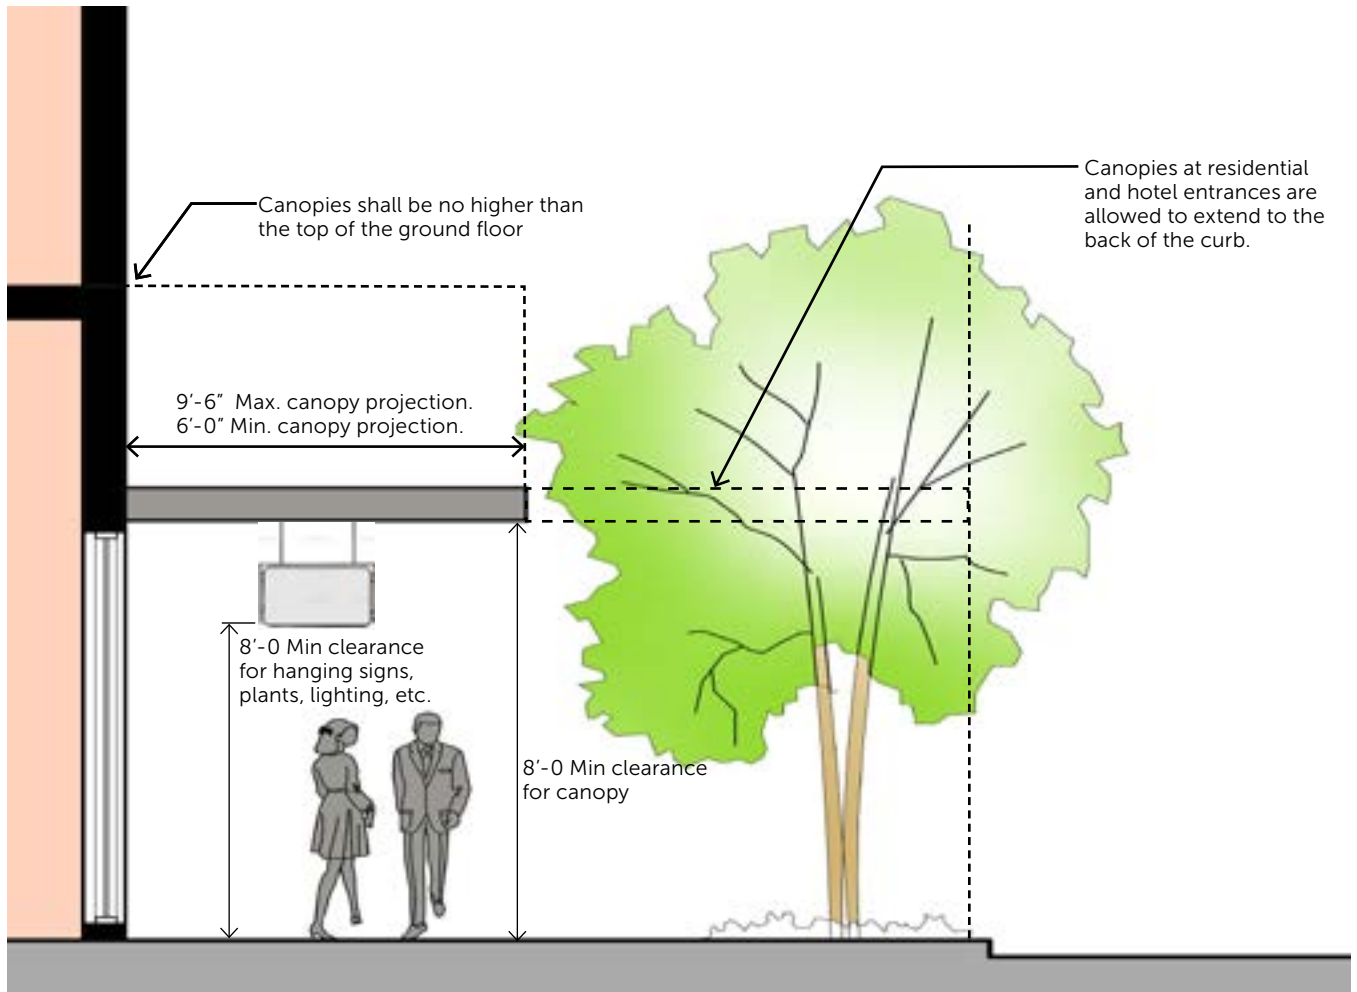 Canopies at residential
and hotel entrances are
allowed to extend to the
back of the curb.
Canopies shall be no higher than
the top of the ground floor
9’-6” Max. canopy projection.
6’-0” Min. canopy projection.
8’-0 Min clearance
for hanging signs,
plants, lighting, etc.
8’-0 Min clearance
for canopy